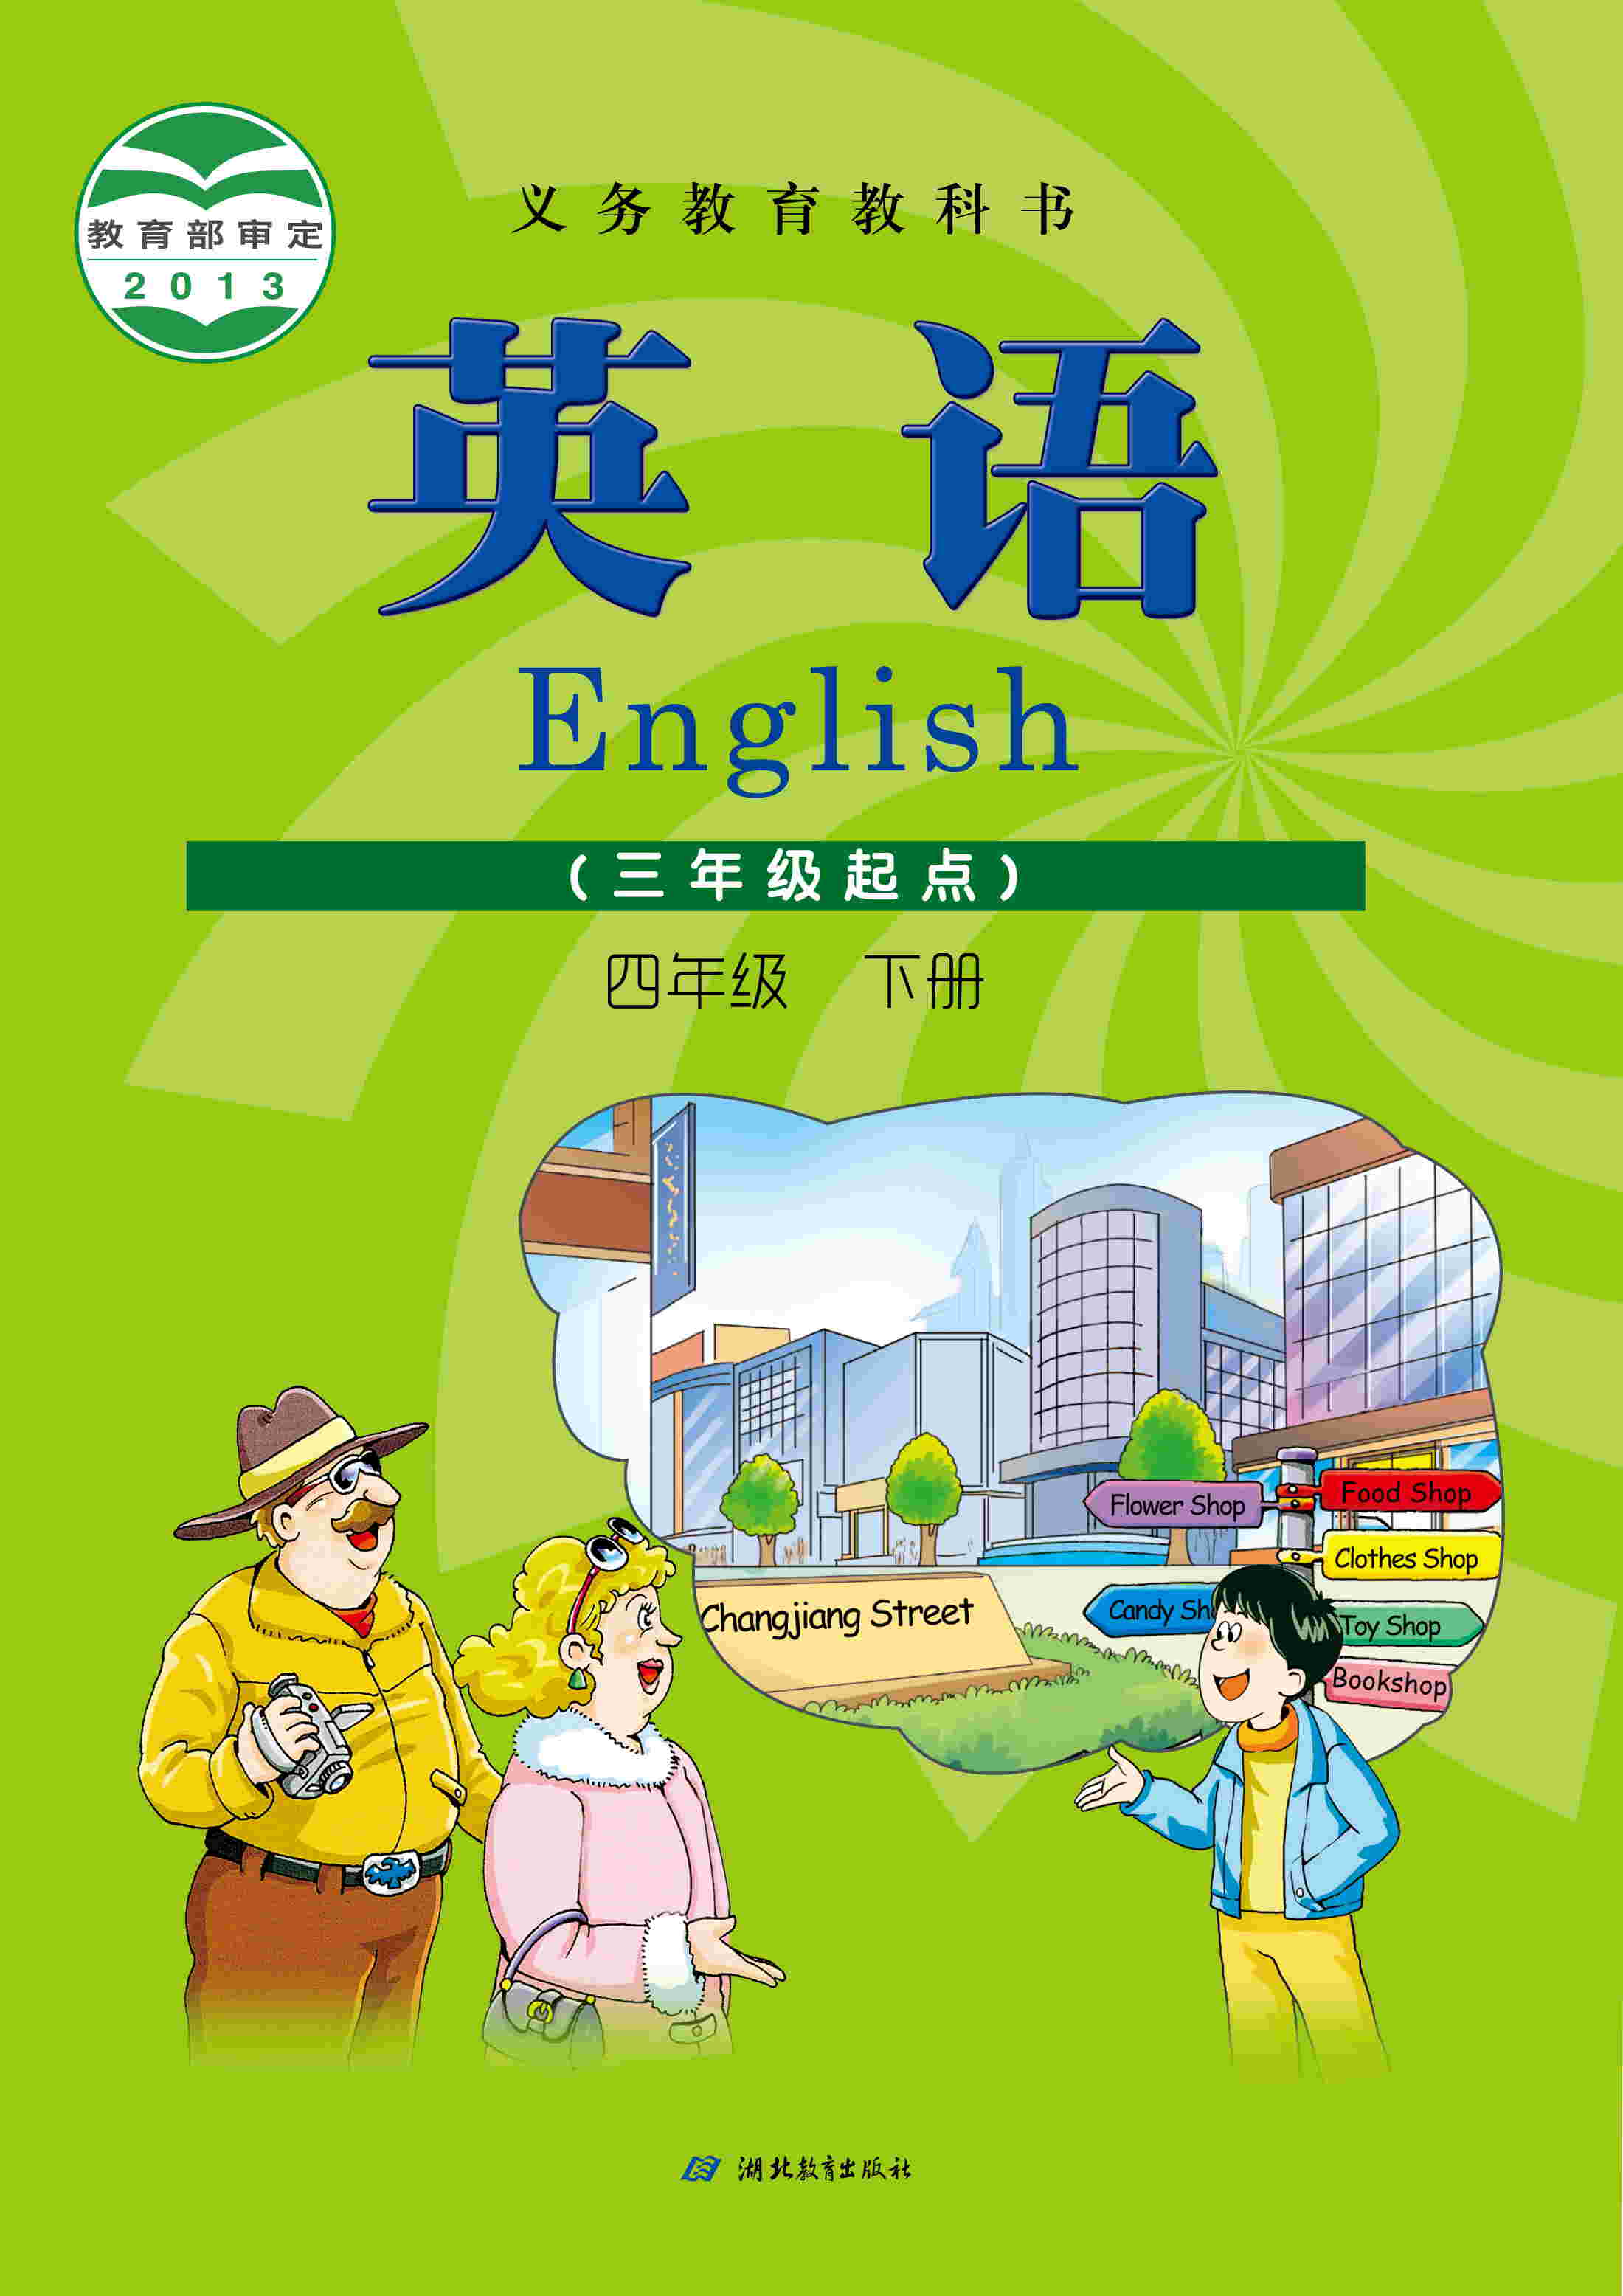 义务教育教科书
教育部审定
2013
英语
English
(三年级起点)
四年级 下册
Flower Shop
Food Shop
Clothes Shop
Changjiang Street
Candy Sh
Toy Shop
Bookshop
湖北教育出版社